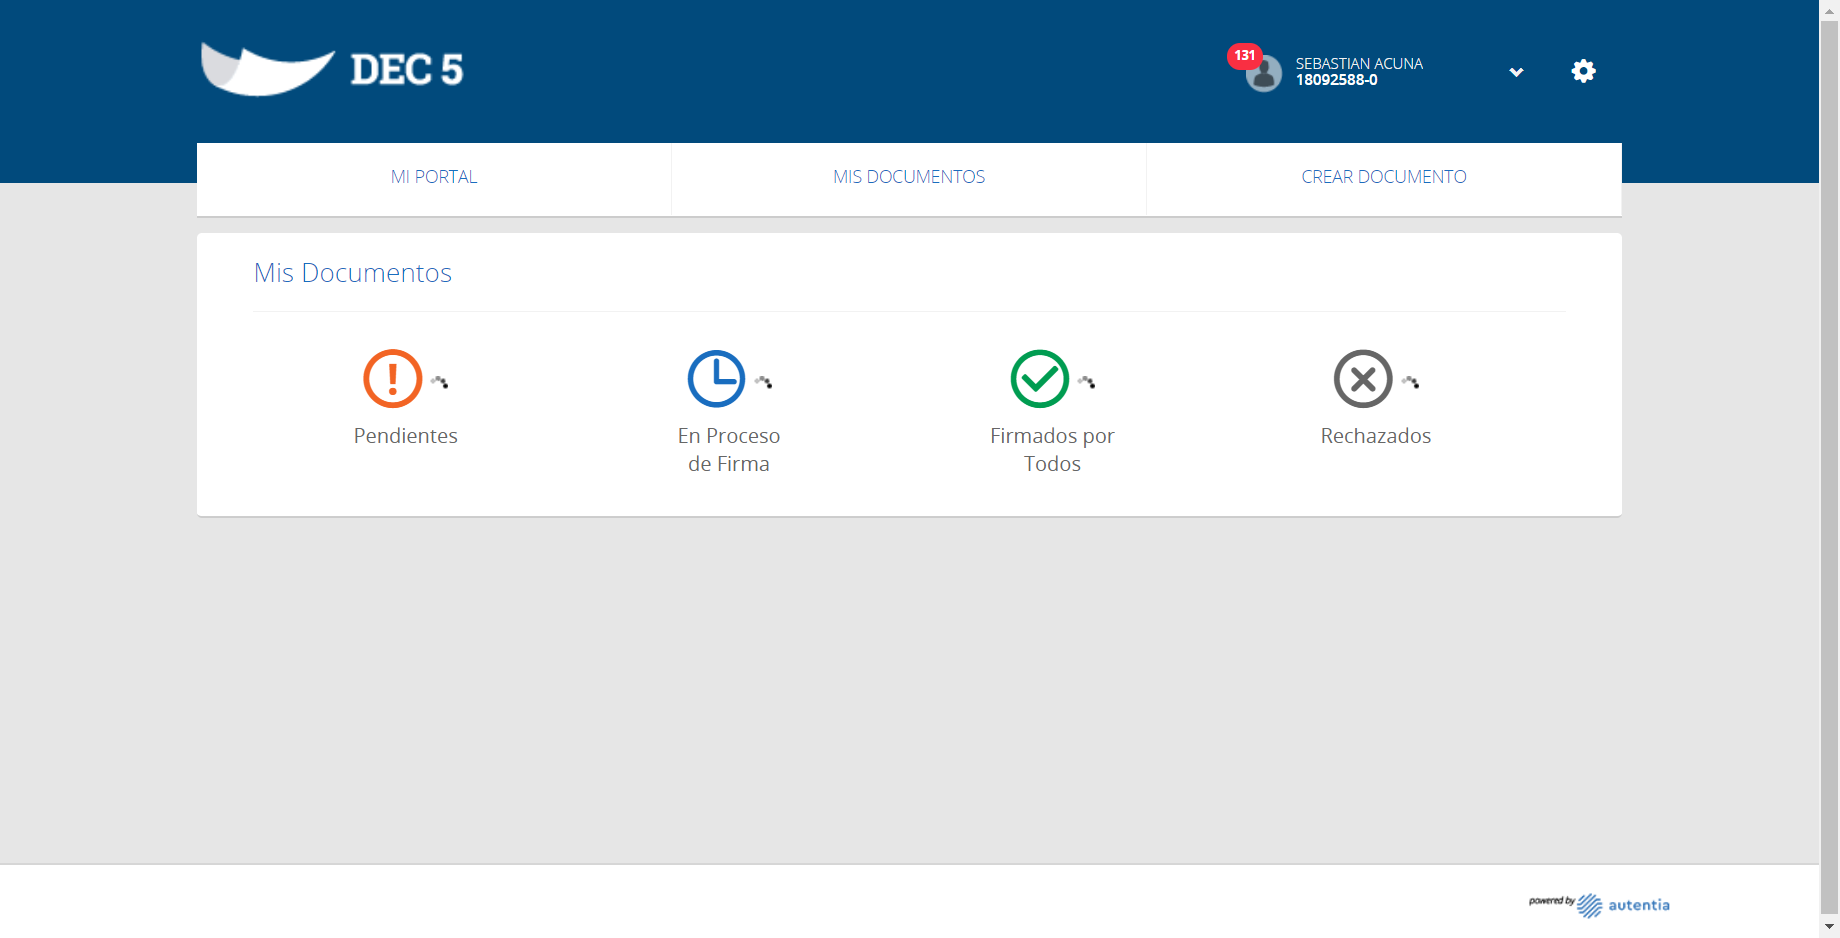 DEC 5
131
SEBASTIAN ACUNA
18092588-0
MI PORTAL
MIS DOCUMENTOS
CREAR DOCUMENTO
Mis Documentos
Pendientes
En Proceso
de Firma
Firmados por
Todos
Rechazados
powered by autentia